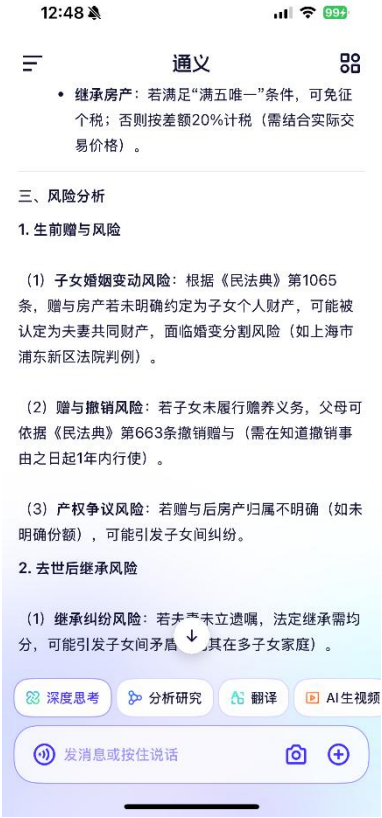 12:48
99+
通义
• 继承房产：若满足“满五唯一”条件，可免征
个税；否则按差额20%计税（需结合实际交
易价格）。
三、风险分析
1. 生前赠与风险
（1）子女婚姻变动风险：根据《民法典》第1065
条，赠与房产若未明确约定为子女个人财产，可能被
认定为夫妻共同财产，面临婚变分割风险（如上海市
浦东新区法院判例）。
（2）赠与撤销风险：若子女未履行赡养义务，父母可
依据《民法典》第663条撤销赠与（需在知道撤销事
由之日起1年内行使）。
（3）产权争议风险：若赠与后房产归属不明确（如未
明确份额），可能引发子女间纠纷。
2. 去世后继承风险
（1）继承纠纷风险：若夫妻未立遗嘱，法定继承需均
分，可能引发子女间矛盾 其在多子女家庭）。
深度思考
分析研究
翻译
AI生视频
发消息或按住说话